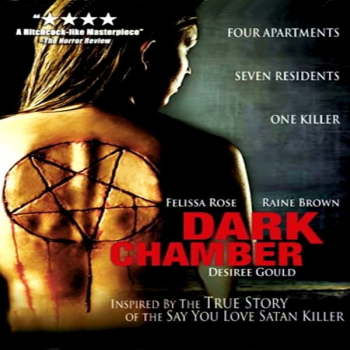 "★★★★
A Hitchcock-like Masterpiece"
~The Horror Review
FOUR APARTMENTS
SEVEN RESIDENTS
ONE KILLER
FELISSA ROSE RAINE BROWN
DARK
CHAMBER
DESIREE GOULD
INSPIRED BY THE TRUE STORY
OF THE SAY YOU LOVE SATAN KILLER